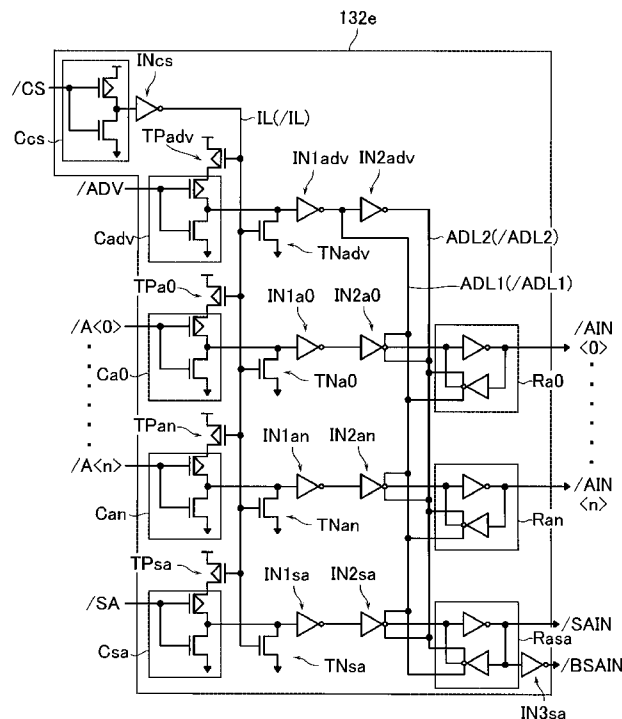 132e
INcs
/CS
Ccs
IL(/IL)
TPadv
IN1adv
IN2adv
/ADV
Cadv
TNadv
ADL2(/ADL2)
ADL1(/ADL1)
TPa0
IN1a0
IN2a0
/A<0>
/AIN
<0>
Ca0
TNa0
Ra0
TPan
IN1an
IN2an
/A<n>
/AIN
<n>
Can
TNan
Ran
TPsa
IN1sa
IN2sa
/SA
/SAIN
Rasa
Csa
TNsa
/BSAIN
IN3sa